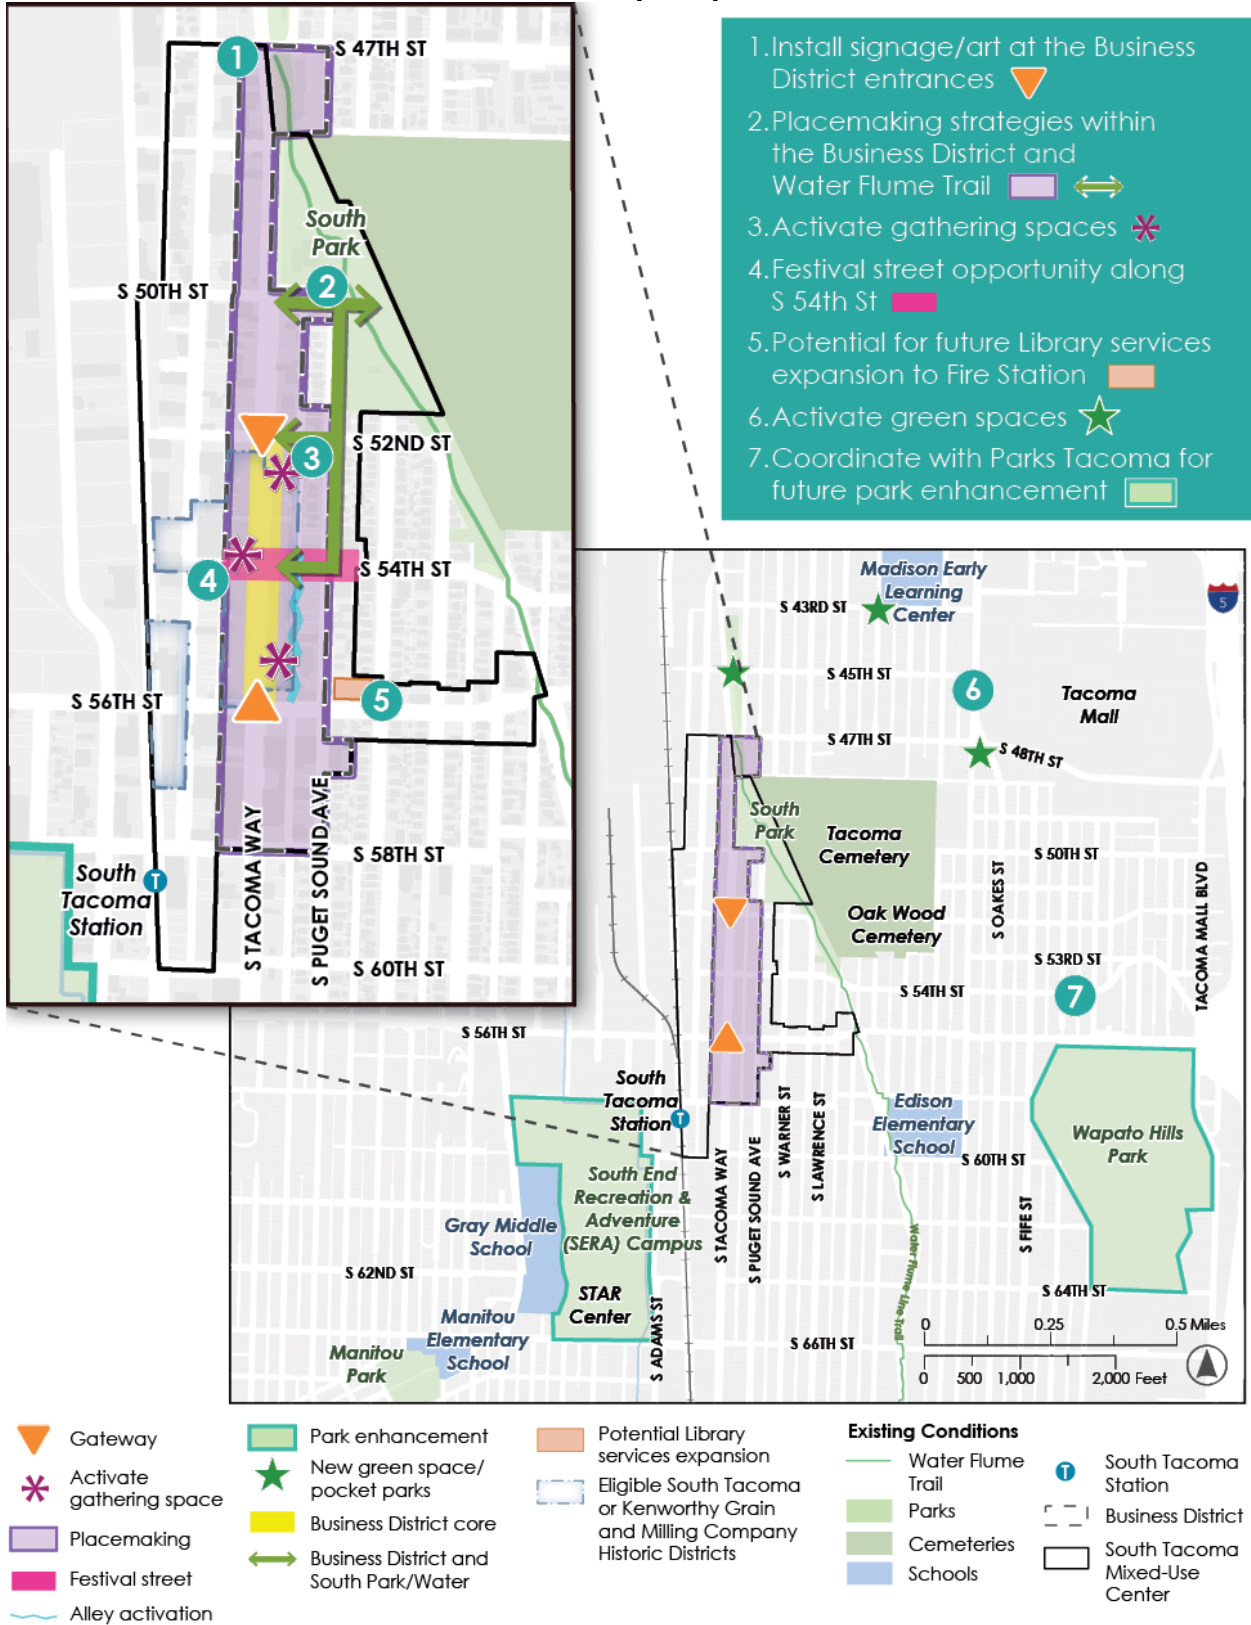 1.Install signage/art at the Business
District entrances
2.Placemaking strategies within
the Business District and
Water Flume Trail
3.Activate gathering spaces
4.Festival street opportunity along
S 54th St
5.Potential for future Library services
expansion to Fire Station
6.Activate green spaces
7.Coordinate with Parks Tacoma for
future park enhancement
1
S 47TH ST
South
Park
2
S 50TH ST
S 52ND ST
3
S 54TH ST
4
S 56TH ST
5
S TACOMA WAY
S PUGET SOUND AVE
S 58TH ST
South
Tacoma
Station
T
S 60TH ST
Madison Early
Learning
Center
S 43RD ST
5
S 45TH ST
6
Tacoma
Mall
S 47TH ST
S 48TH ST
South
Park
Tacoma
Cemetery
S 50TH ST
S OAKES ST
TACOMA MALL BLVD
Oak Wood
Cemetery
S 53RD ST
S 54TH ST
7
S 56TH ST
South
Tacoma
Station
T
S WARNER ST
S LAWRENCE ST
Edison
Elementary
School
Wapato Hills
Park
S 60TH ST
S TACOMA WAY
S PUGET SOUND AVE
South End
Recreation &
Adventure
(SERA) Campus
Gray Middle
School
S FIFE ST
Water Flume Line Trail
S 62ND ST
STAR
Center
S 64TH ST
Manitou
Elementary
School
S ADAMS ST
Manitou
Park
S 66TH ST
0 0.25 0.5 Miles
0 500 1,000 2,000 Feet
Gateway
Activate
gathering space
Placemaking
Festival street
Alley activation
Park enhancement
New green space/
pocket parks
Business District core
Business District and
South Park/Water
Potential Library
services expansion
Eligible South Tacoma
or Kenworthy Grain
and Milling Company
Historic Districts
Existing Conditions
Water Flume
Trail
Parks
Cemeteries
Schools
T
South Tacoma
Station
Business District
South Tacoma
Mixed-Use
Center